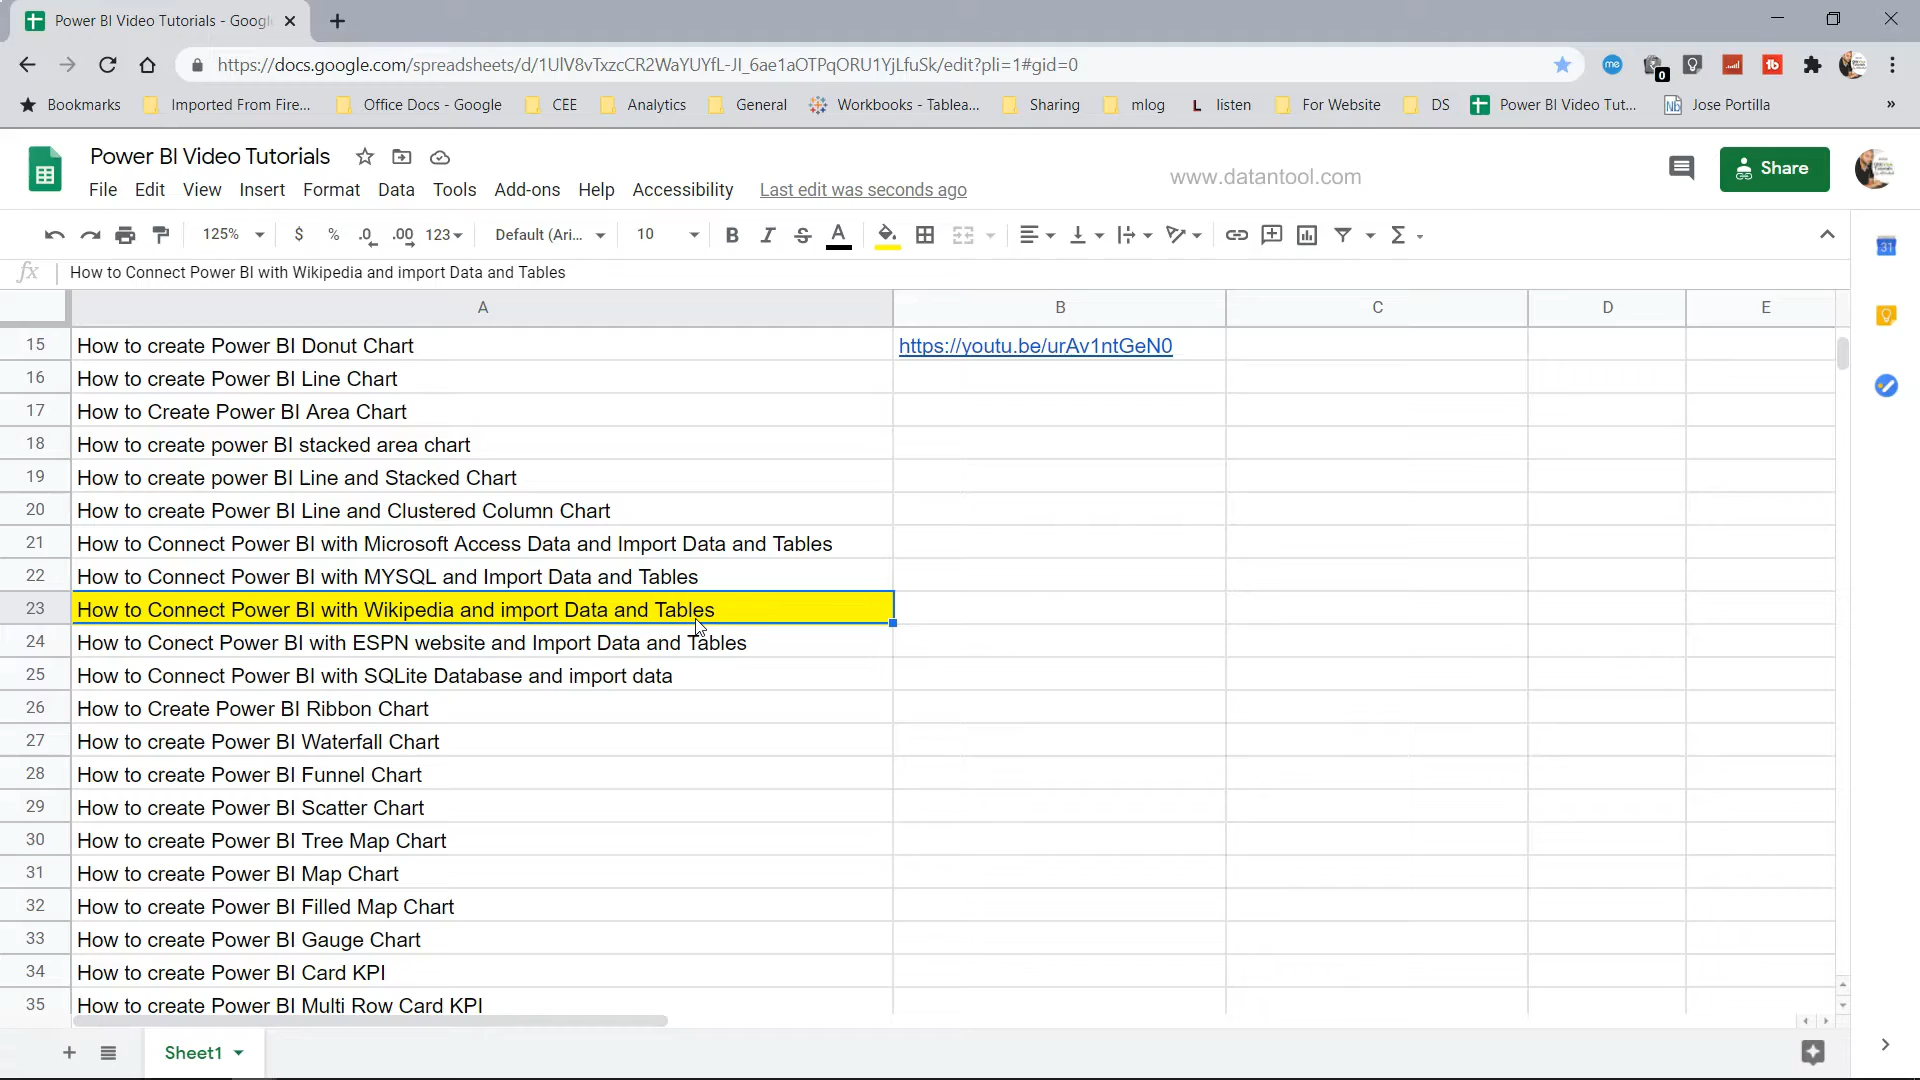 Power BI Video Tutorials - Googl
https://docs.google.com/spreadsheets/d/1UlV8vTxzcCR2WaYUYfL-JI_6ae1aOTPqORU1YjLfuSk/edit?pli=1#gid=0
me 0 tb
Bookmarks Imported From Fire... Office Docs - Google CEE Analytics General Workbooks - Tablea... Sharing mlog L listen For Website DS Power BI Video Tut... Nb Jose Portilla »
Power BI Video Tutorials
www.datantool.com
Share
File Edit View Insert Format Data Tools Add-ons Help Accessibility Last edit was seconds ago
125% $ % .0 .00 123 Default (Ari... 10 B I S A Σ
31
fx How to Connect Power BI with Wikipedia and import Data and Tables
A B C D E
15 How to create Power BI Donut Chart https://youtu.be/urAv1ntGeN0
16 How to create Power BI Line Chart
17 How to Create Power BI Area Chart
18 How to create power BI stacked area chart
19 How to create power BI Line and Stacked Chart
20 How to create Power BI Line and Clustered Column Chart
21 How to Connect Power BI with Microsoft Access Data and Import Data and Tables
22 How to Connect Power BI with MYSQL and Import Data and Tables
23 How to Connect Power BI with Wikipedia and import Data and Tables
24 How to Conect Power BI with ESPN website and Import Data and Tables
25 How to Connect Power BI with SQLite Database and import data
26 How to Create Power BI Ribbon Chart
27 How to create Power BI Waterfall Chart
28 How to create Power BI Funnel Chart
29 How to create Power BI Scatter Chart
30 How to create Power BI Tree Map Chart
31 How to create Power BI Map Chart
32 How to create Power BI Filled Map Chart
33 How to create Power BI Gauge Chart
34 How to create Power BI Card KPI
35 How to create Power BI Multi Row Card KPI
Sheet1